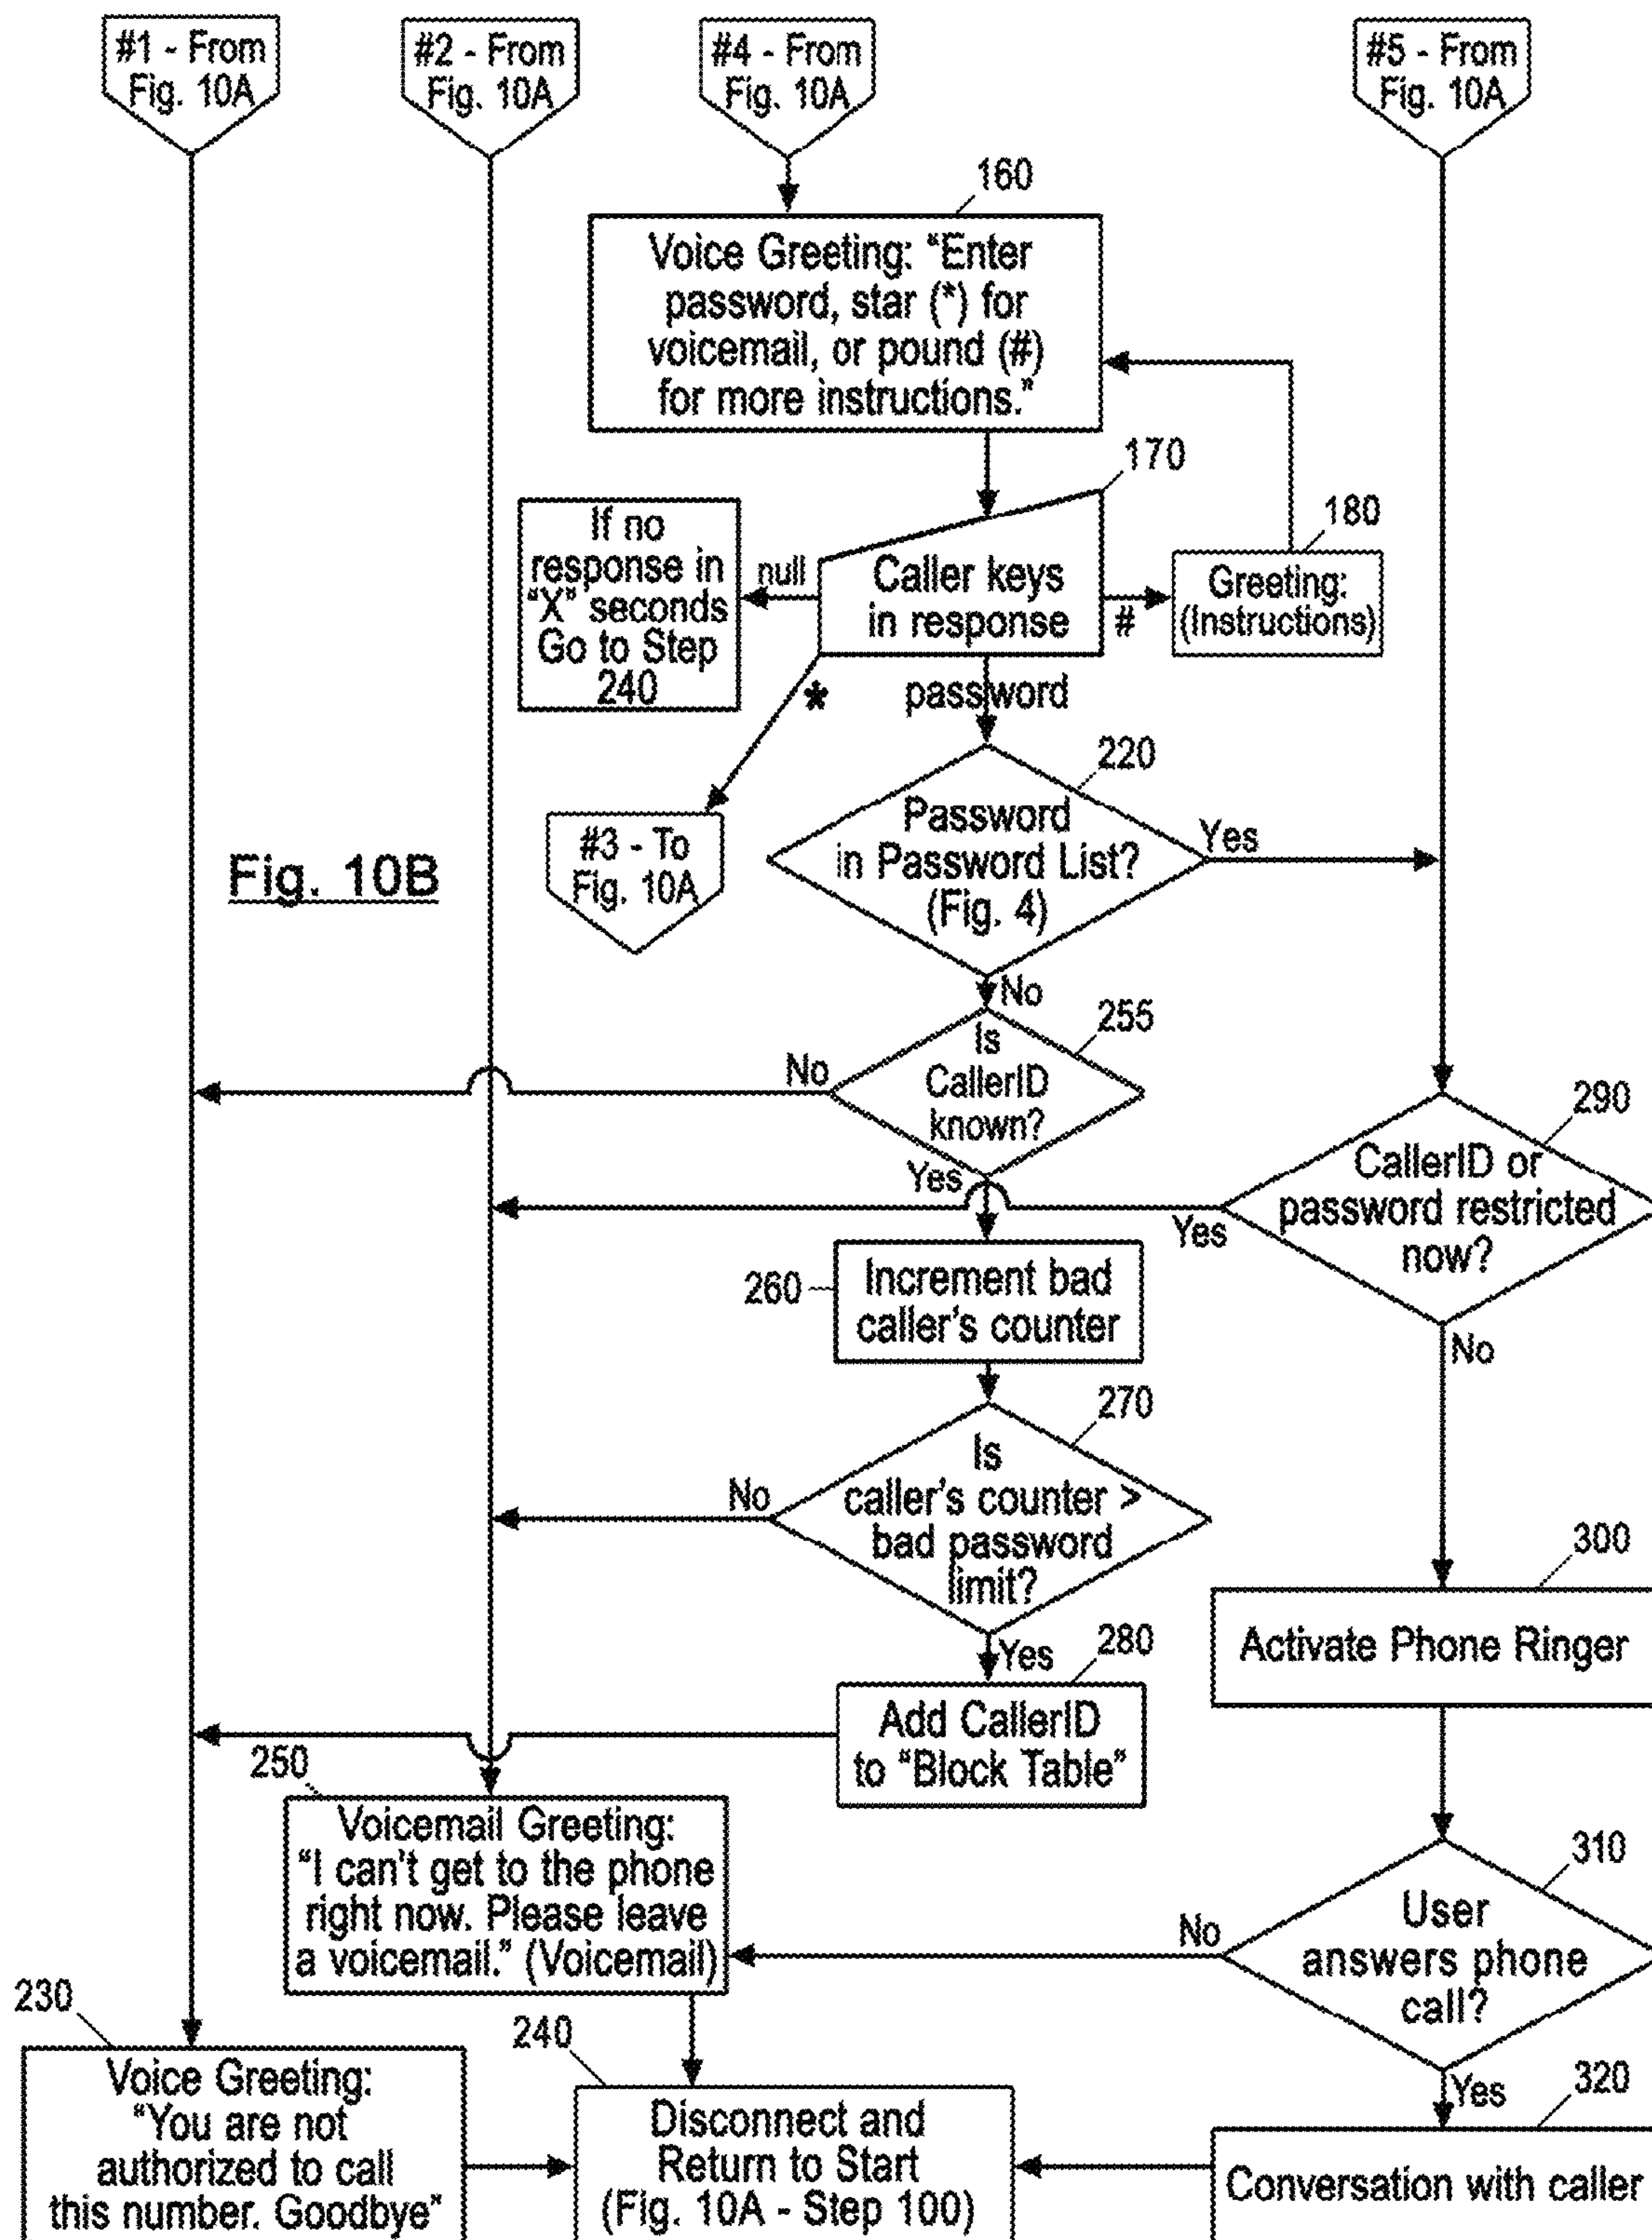 #1 - From
Fig. 10A
#2 - From
Fig. 10A
#4 - From
Fig. 10A
#5 - From
Fig. 10A
160
Voice Greeting: “Enter
password, star (*) for
voicemail, or pound (#)
for more instructions.”
170
If no
response in
“X” seconds
Go to Step
240
null
Caller keys
in response
#
180
Greeting:
(Instructions)
*
password
#3 - To
Fig. 10A
Fig. 10B
220
Password
in Password List?
(Fig. 4)
Yes
No
255
Is
CallerID
known?
No
Yes
290
CallerID or
password restricted
now?
Yes
No
260
Increment bad
caller's counter
270
Is
caller's counter >
bad password
limit?
No
Yes
280
Add CallerID
to “Block Table”
300
Activate Phone Ringer
250
Voicemail Greeting:
“I can't get to the phone
right now. Please leave
a voicemail.” (Voicemail)
310
User
answers phone
call?
No
Yes
230
Voice Greeting:
“You are not
authorized to call
this number. Goodbye”
240
Disconnect and
Return to Start
(Fig. 10A - Step 100)
320
Conversation with caller